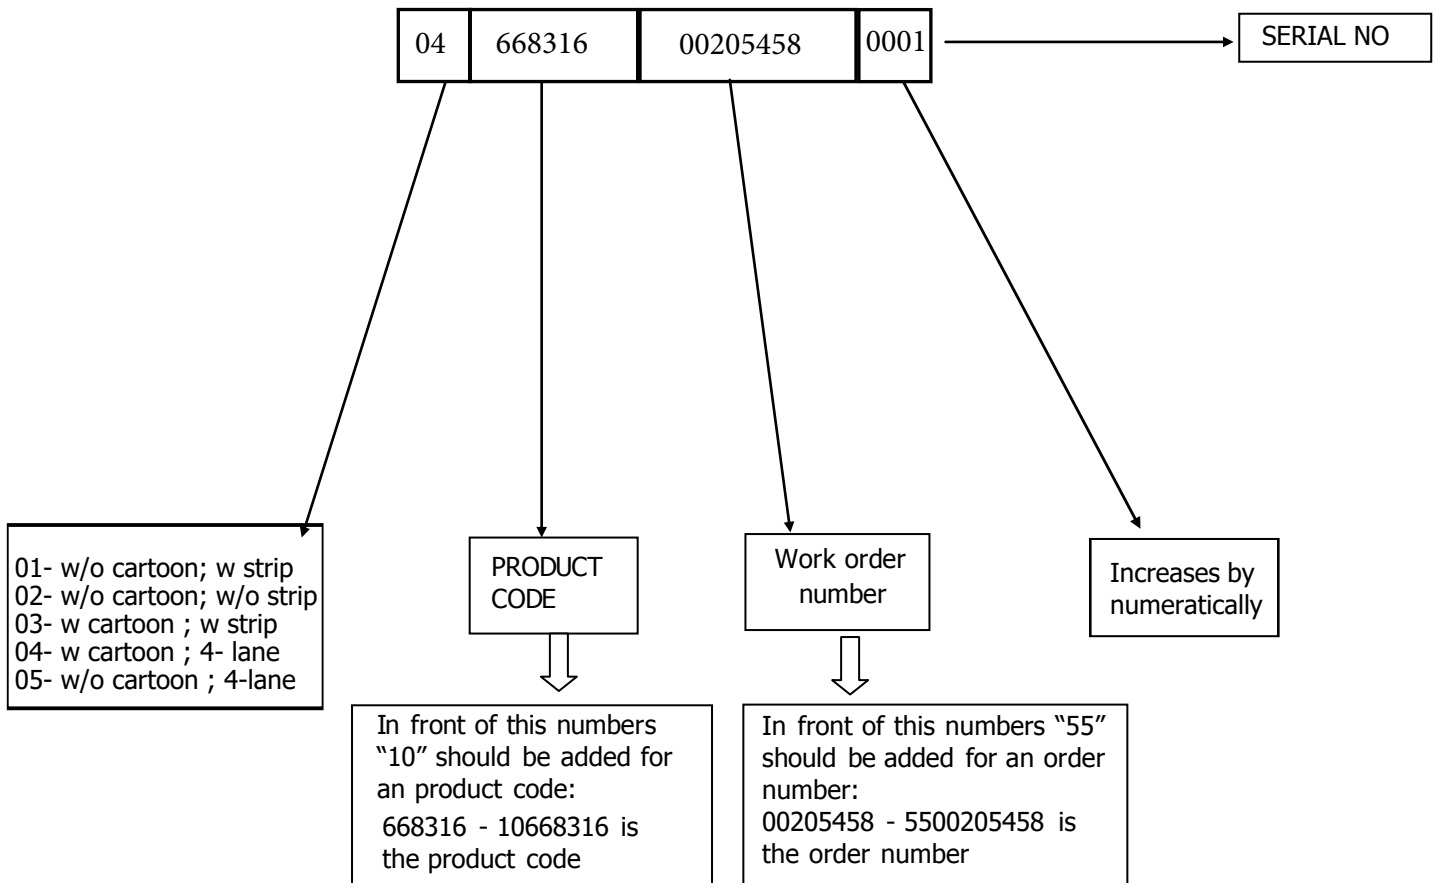 04 668316 00205458 0001
SERIAL NO
01- w/o cartoon; w strip
02- w/o cartoon; w/o strip
03- w cartoon ; w strip
04- w cartoon ; 4- lane
05- w/o cartoon ; 4-lane
PRODUCT
CODE
Work order
number
Increases by
numeratically
In front of this numbers
“10” should be added for
an product code:
668316 - 10668316 is
the product code
In front of this numbers “55”
should be added for an order
number:
00205458 - 5500205458 is
the order number